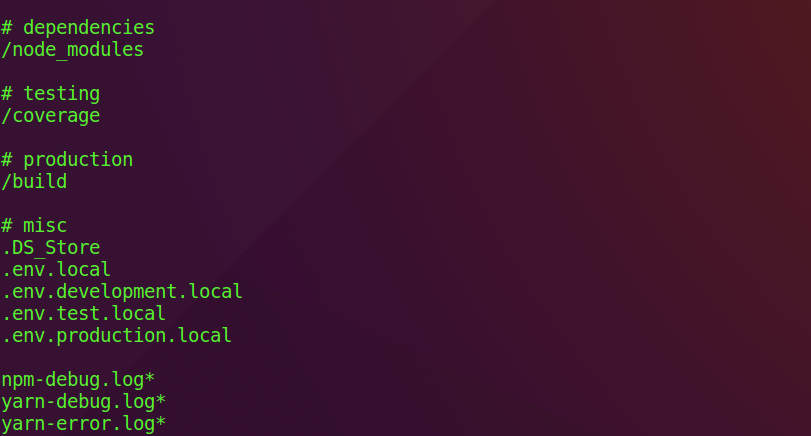 # dependencies
/node_modules
# testing
/coverage
# production
/build
# misc
.DS_Store
.env.local
.env.development.local
.env.test.local
.env.production.local
npm-debug.log*
yarn-debug.log*
yarn-error.log*